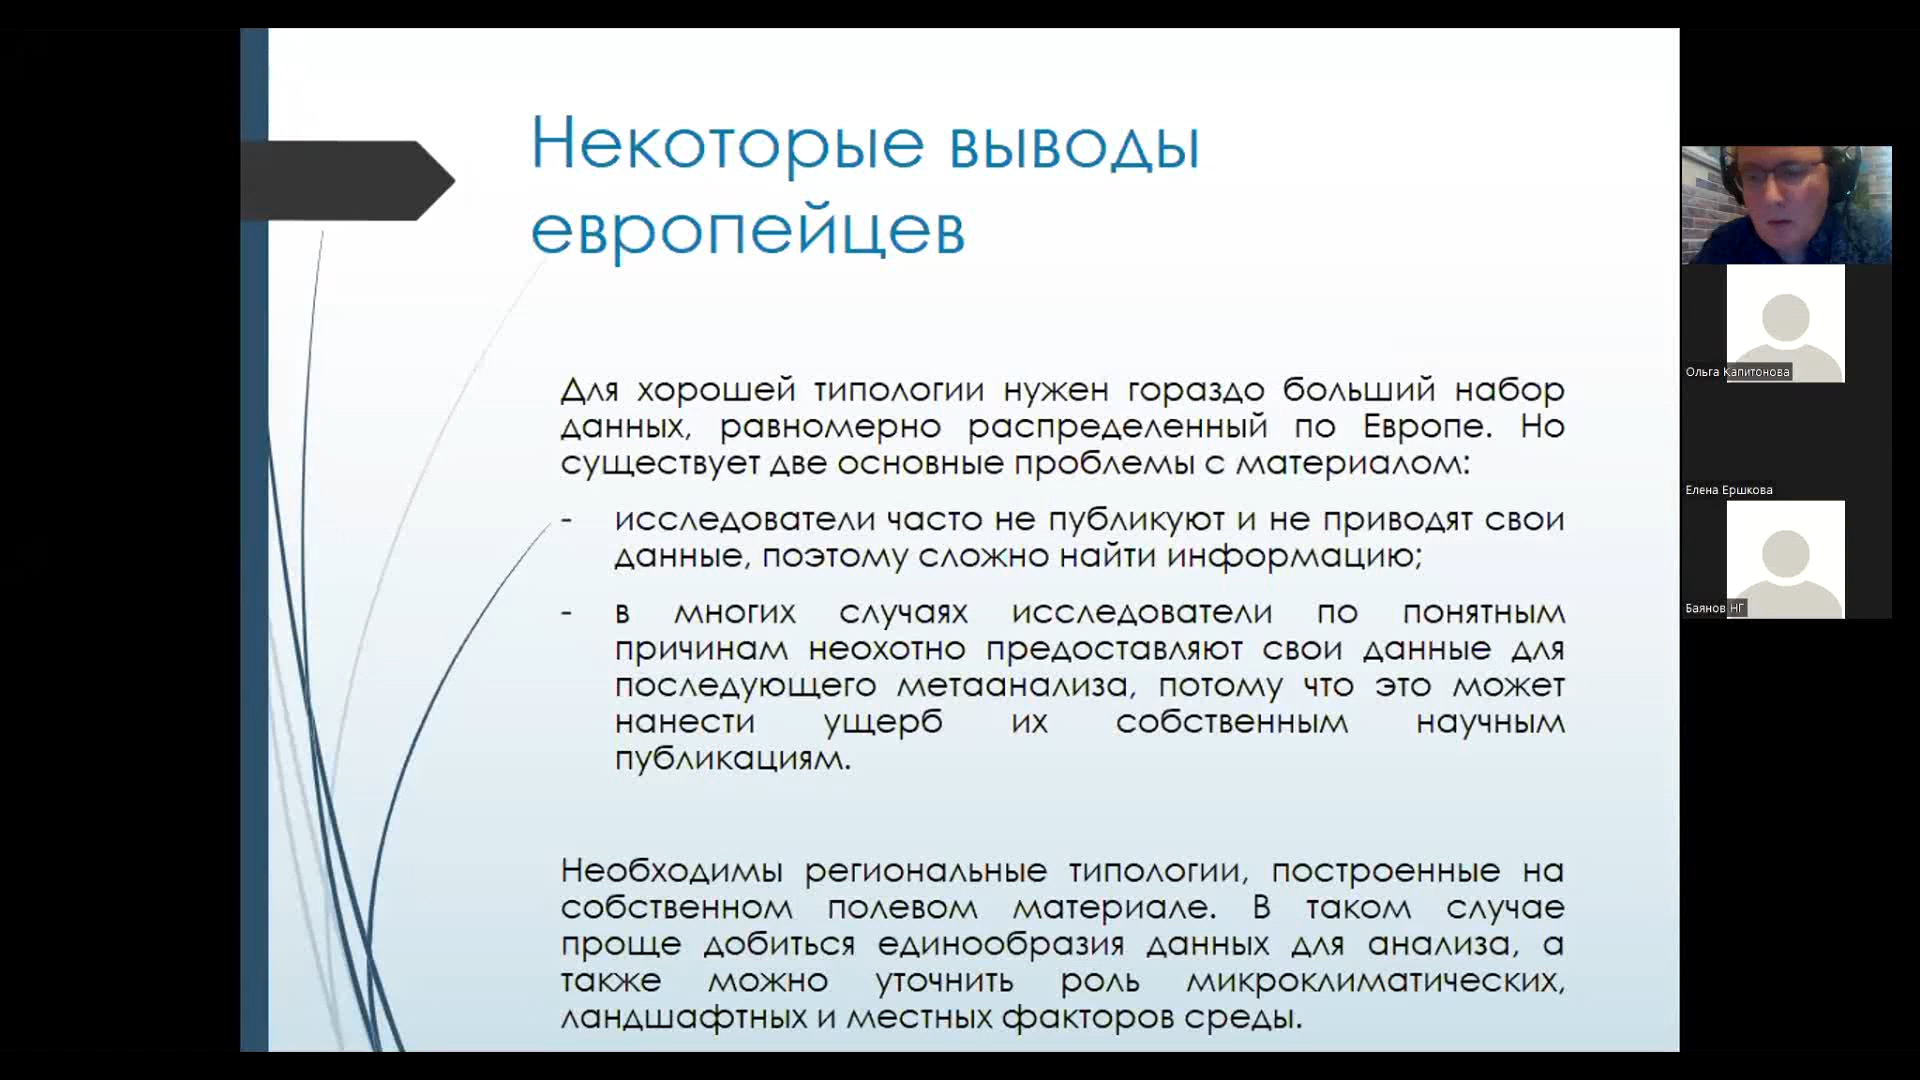 Некоторые выводы
европейцев
Для хорошей типологии нужен гораздо больший набор
данных, равномерно распределенный по Европе. Но
существует две основные проблемы с материалом:
- исследователи часто не публикуют и не приводят свои
данные, поэтому сложно найти информацию;
- в многих случаях исследователи по понятным
причинам неохотно предоставляют свои данные для
последующего метаанализа, потому что это может
нанести ущерб их собственным научным
публикациям.
Необходимы региональные типологии, построенные на
собственном полевом материале. В таком случае
проще добиться единообразия данных для анализа, а
также можно уточнить роль микроклиматических,
ландшафтных и местных факторов среды.
Ольга Капитонова
Елена Ершкова
Баянов НГ